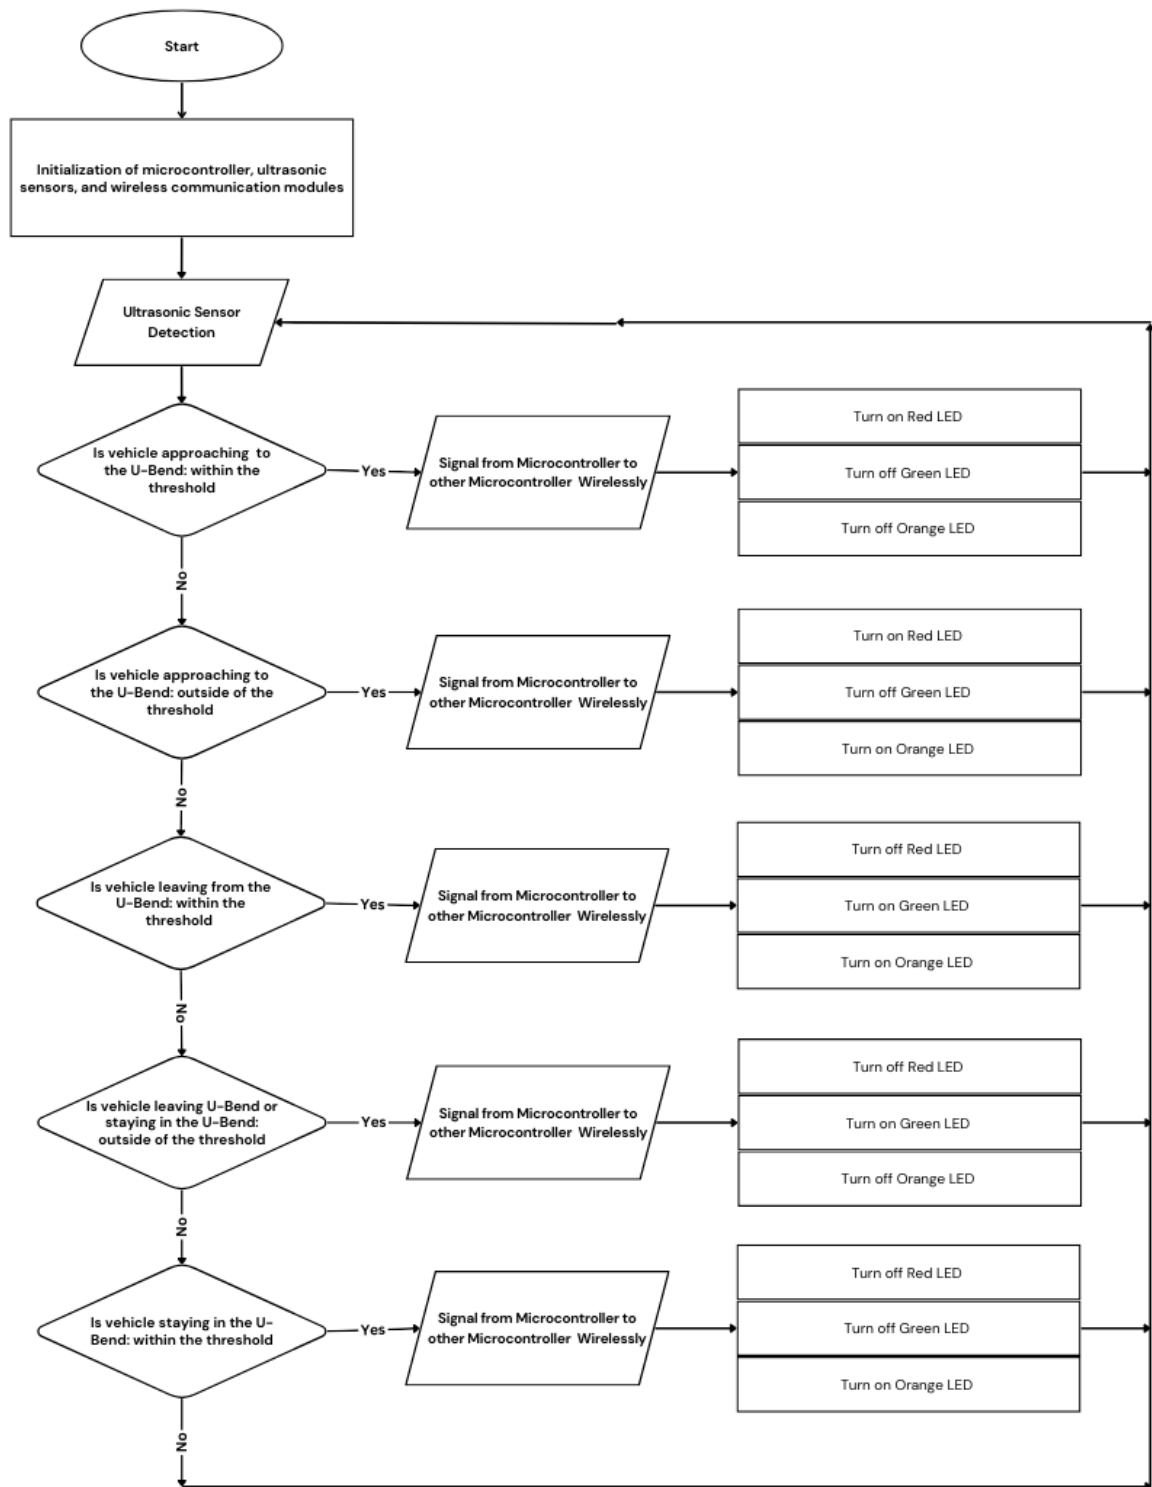 Start
Initialization of microcontroller, ultrasonic
sensors, and wireless communication modules
Ultrasonic Sensor
Detection
Is vehicle approaching to
the U-Bend: within the
threshold
Yes
Signal from Microcontroller to
other Microcontroller Wirelessly
Turn on Red LED
Turn off Green LED
Turn off Orange LED
No
Is vehicle approaching to
the U-Bend: outside of the
threshold
Yes
Signal from Microcontroller to
other Microcontroller Wirelessly
Turn on Red LED
Turn off Green LED
Turn on Orange LED
No
Is vehicle leaving from the
U-Bend: within the
threshold
Yes
Signal from Microcontroller to
other Microcontroller Wirelessly
Turn off Red LED
Turn on Green LED
Turn on Orange LED
No
Is vehicle leaving U-Bend or
staying in the U-Bend:
outside of the threshold
Yes
Signal from Microcontroller to
other Microcontroller Wirelessly
Turn off Red LED
Turn on Green LED
Turn off Orange LED
No
Is vehicle staying in the U-
Bend: within the threshold
Yes
Signal from Microcontroller to
other Microcontroller Wirelessly
Turn off Red LED
Turn off Green LED
Turn on Orange LED
No